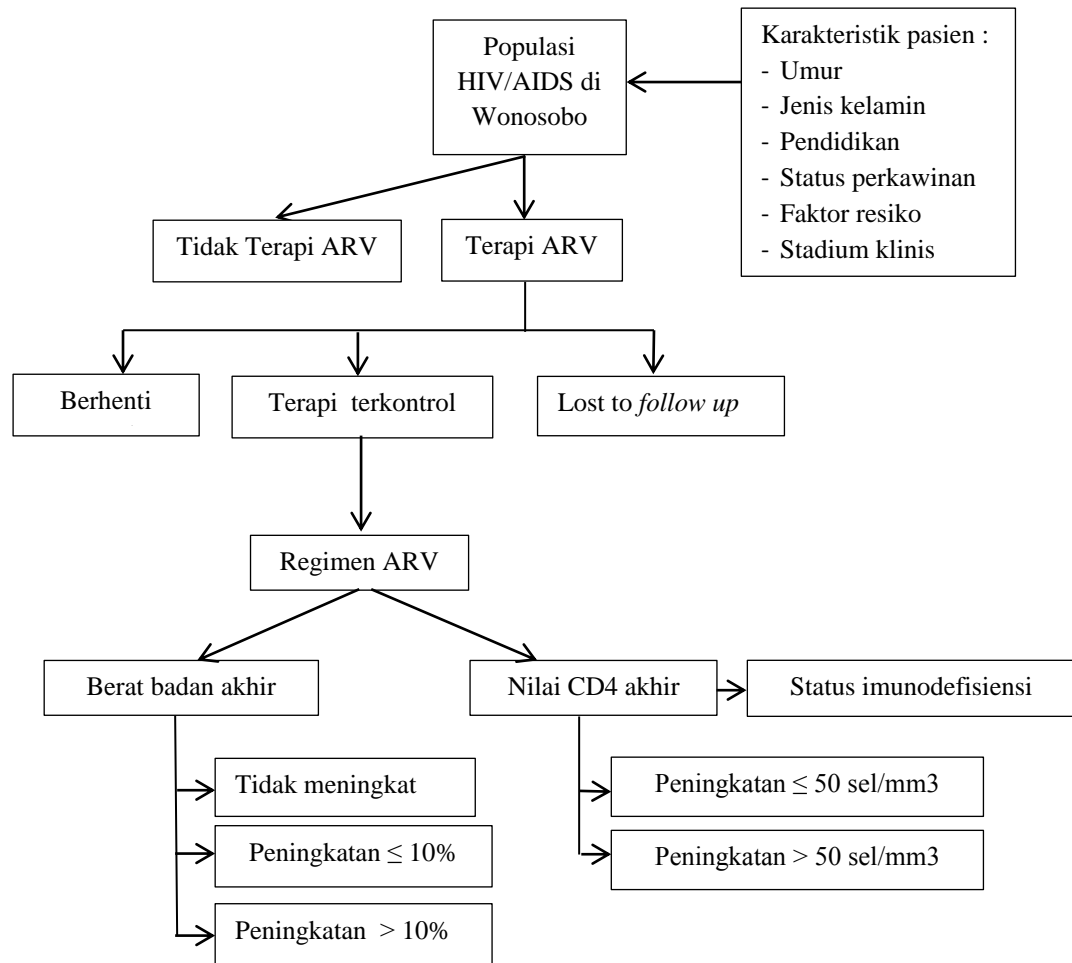 Populasi
HIV/AIDS di
Wonosobo
Karakteristik pasien :
- Umur
- Jenis kelamin
- Pendidikan
- Status perkawinan
- Faktor resiko
- Stadium klinis
Tidak Terapi ARV
Terapi ARV
Berhenti
Terapi terkontrol
Lost to follow up
Regimen ARV
Berat badan akhir
Nilai CD4 akhir
Status imunodefisiensi
Tidak meningkat
Peningkatan ≤ 10%
Peningkatan > 10%
Peningkatan ≤ 50 sel/mm3
Peningkatan > 50 sel/mm3